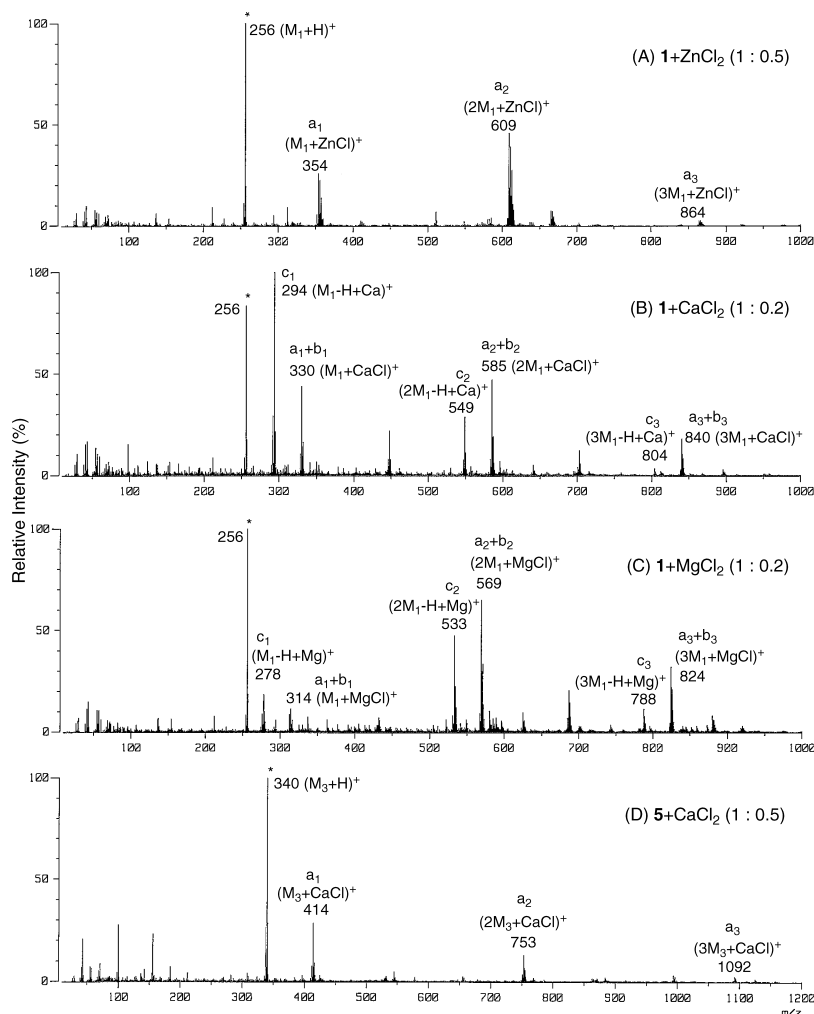 Relative Intensity (%)
(A) 1+ZnCl2 (1 : 0.5)
*
256 (M1+H)+
a1
(M1+ZnCl)+
354
a2
(2M1+ZnCl)+
609
a3
(3M1+ZnCl)+
864
100
50
0
100 200 300 400 500 600 700 800 900 1000
(B) 1+CaCl2 (1 : 0.2)
*
256
c1
294 (M1-H+Ca)+
a1+b1
330 (M1+CaCl)+
c2
(2M1-H+Ca)+
549
a2+b2
585 (2M1+CaCl)+
c3
(3M1-H+Ca)+
804
a3+b3
840 (3M1+CaCl)+
100
50
0
100 200 300 400 500 600 700 800 900 1000
(C) 1+MgCl2 (1 : 0.2)
*
256
c1
(M1-H+Mg)+
278
a1+b1
314 (M1+MgCl)+
c2
(2M1-H+Mg)+
533
a2+b2
(2M1+MgCl)+
569
c3
(3M1-H+Mg)+
788
a3+b3
(3M1+MgCl)+
824
100
50
0
100 200 300 400 500 600 700 800 900 1000
(D) 5+CaCl2 (1 : 0.5)
*
340 (M3+H)+
a1
(M3+CaCl)+
414
a2
(2M3+CaCl)+
753
a3
(3M3+CaCl)+
1092
100
50
0
100 200 300 400 500 600 700 800 900 1000 1100 1200
m/z